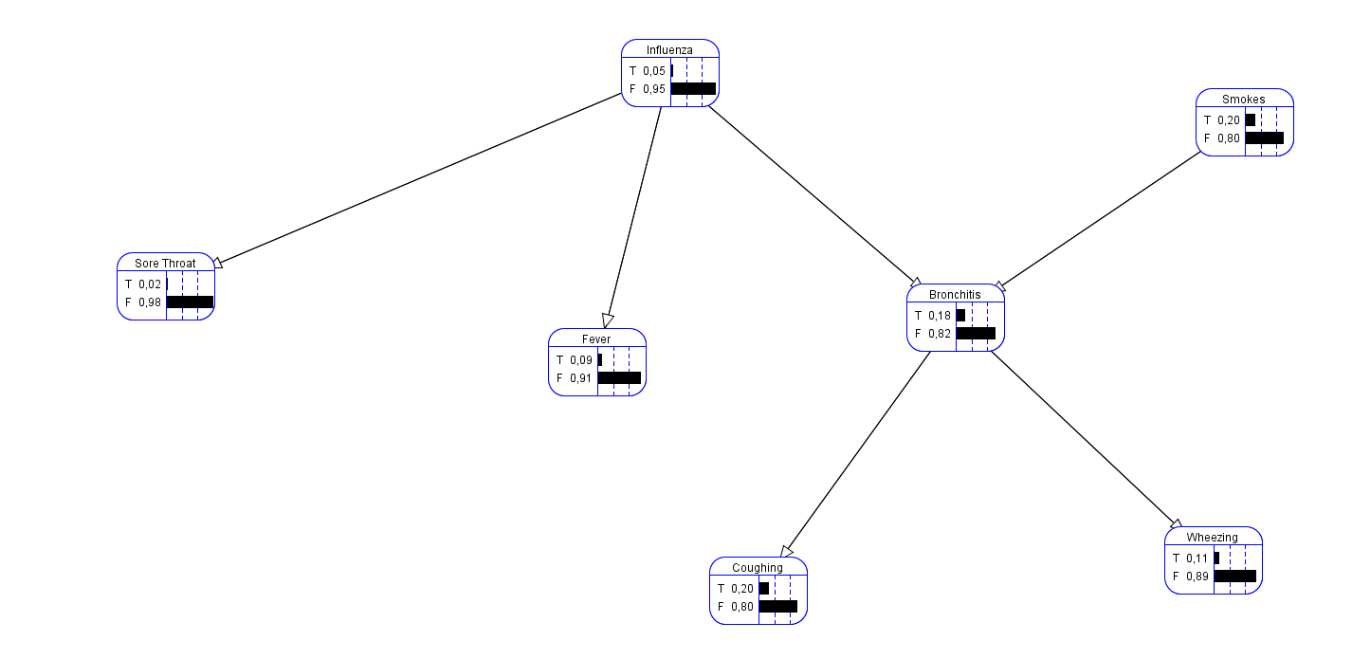 Influenza
T 0,05
F 0,95
Smokes
T 0,20
F 0,80
Sore Throat
T 0,02
F 0,98
Bronchitis
T 0,18
F 0,82
Fever
T 0,09
F 0,91
Wheezing
T 0,11
F 0,89
Coughing
T 0,20
F 0,80